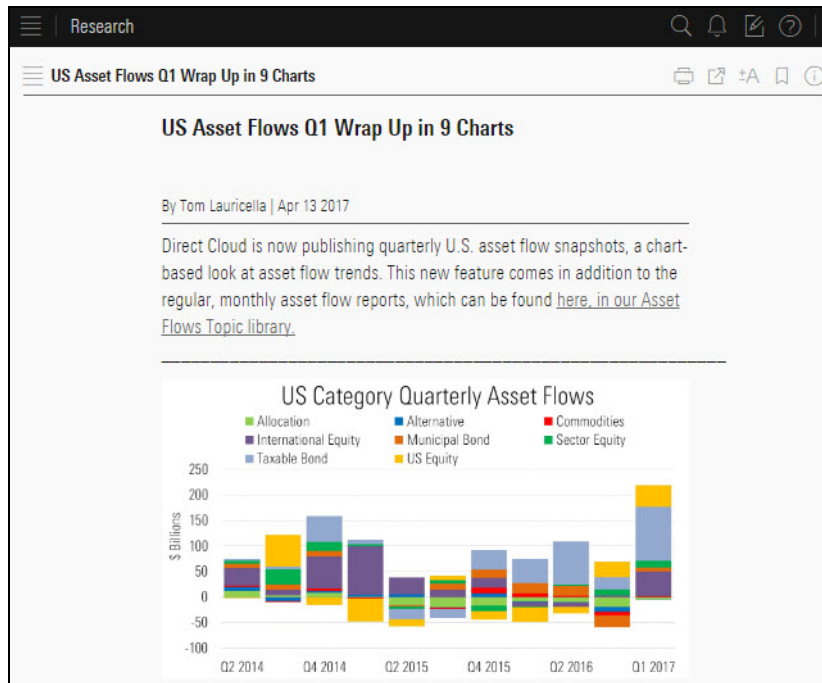 Research
US Asset Flows Q1 Wrap Up in 9 Charts
±A
US Asset Flows Q1 Wrap Up in 9 Charts
By Tom Lauricella | Apr 13 2017
Direct Cloud is now publishing quarterly U.S. asset flow snapshots, a chart-
based look at asset flow trends. This new feature comes in addition to the
regular, monthly asset flow reports, which can be found here, in our Asset
Flows Topic library.
US Category Quarterly Asset Flows
Allocation Alternative Commodities
International Equity Municipal Bond Sector Equity
Taxable Bond US Equity
$ Billions
250
200
150
100
50
0
-50
-100
Q2 2014 Q4 2014 Q2 2015 Q4 2015 Q2 2016 Q1 2017